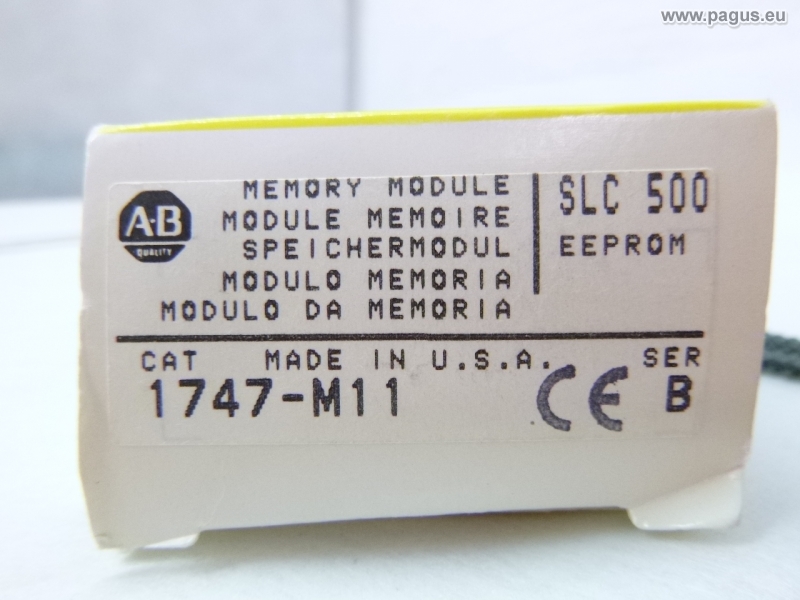 www.pagus.eu
MEMORY MODULE
MODULE MEMOIRE
SPEICHERMODUL
MODULO MEMORIA
MODULO DA MEMORIA
SLC 500
EEPROM
A-B
QUALITY
CAT MADE IN U.S.A. SER
1747-M11 CE B